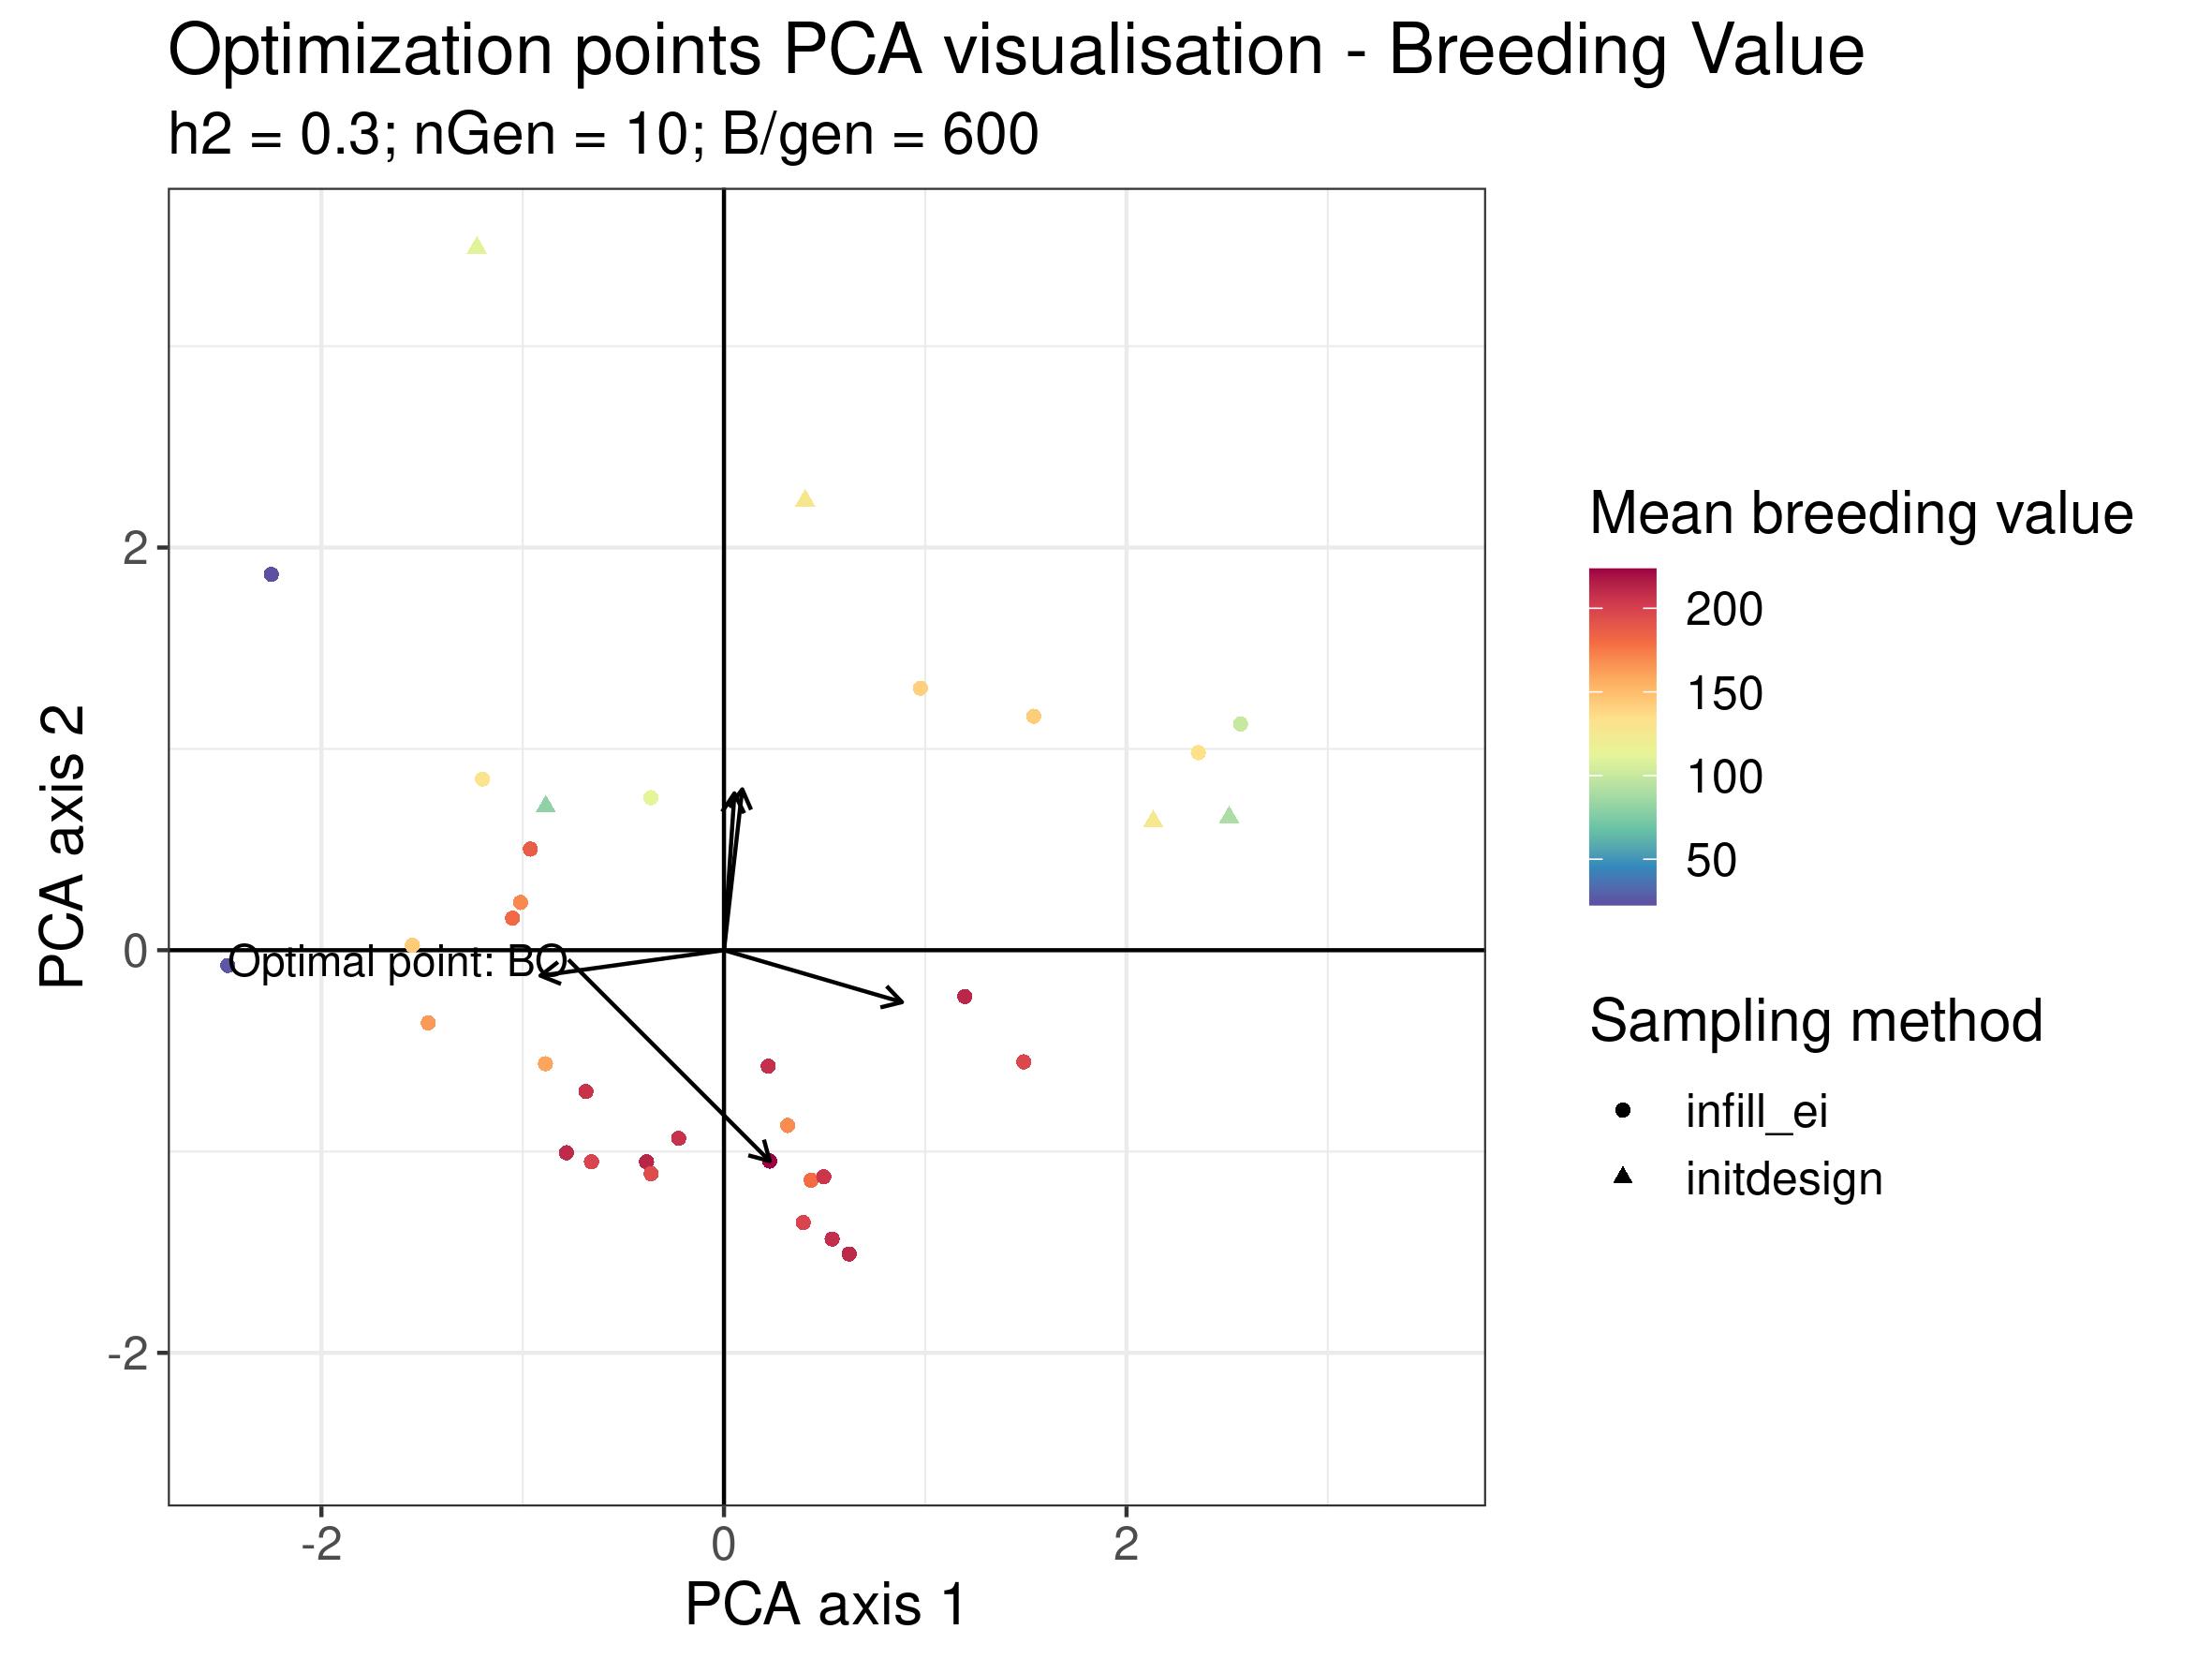 Optimization points PCA visualisation - Breeding Value
h2 = 0.3; nGen = 10; B/gen = 600
PCA axis 2
2
0
-2
Optimal point: BO
-2
0
2
PCA axis 1
Mean breeding value
200
150
100
50
Sampling method
infill_ei
initdesign